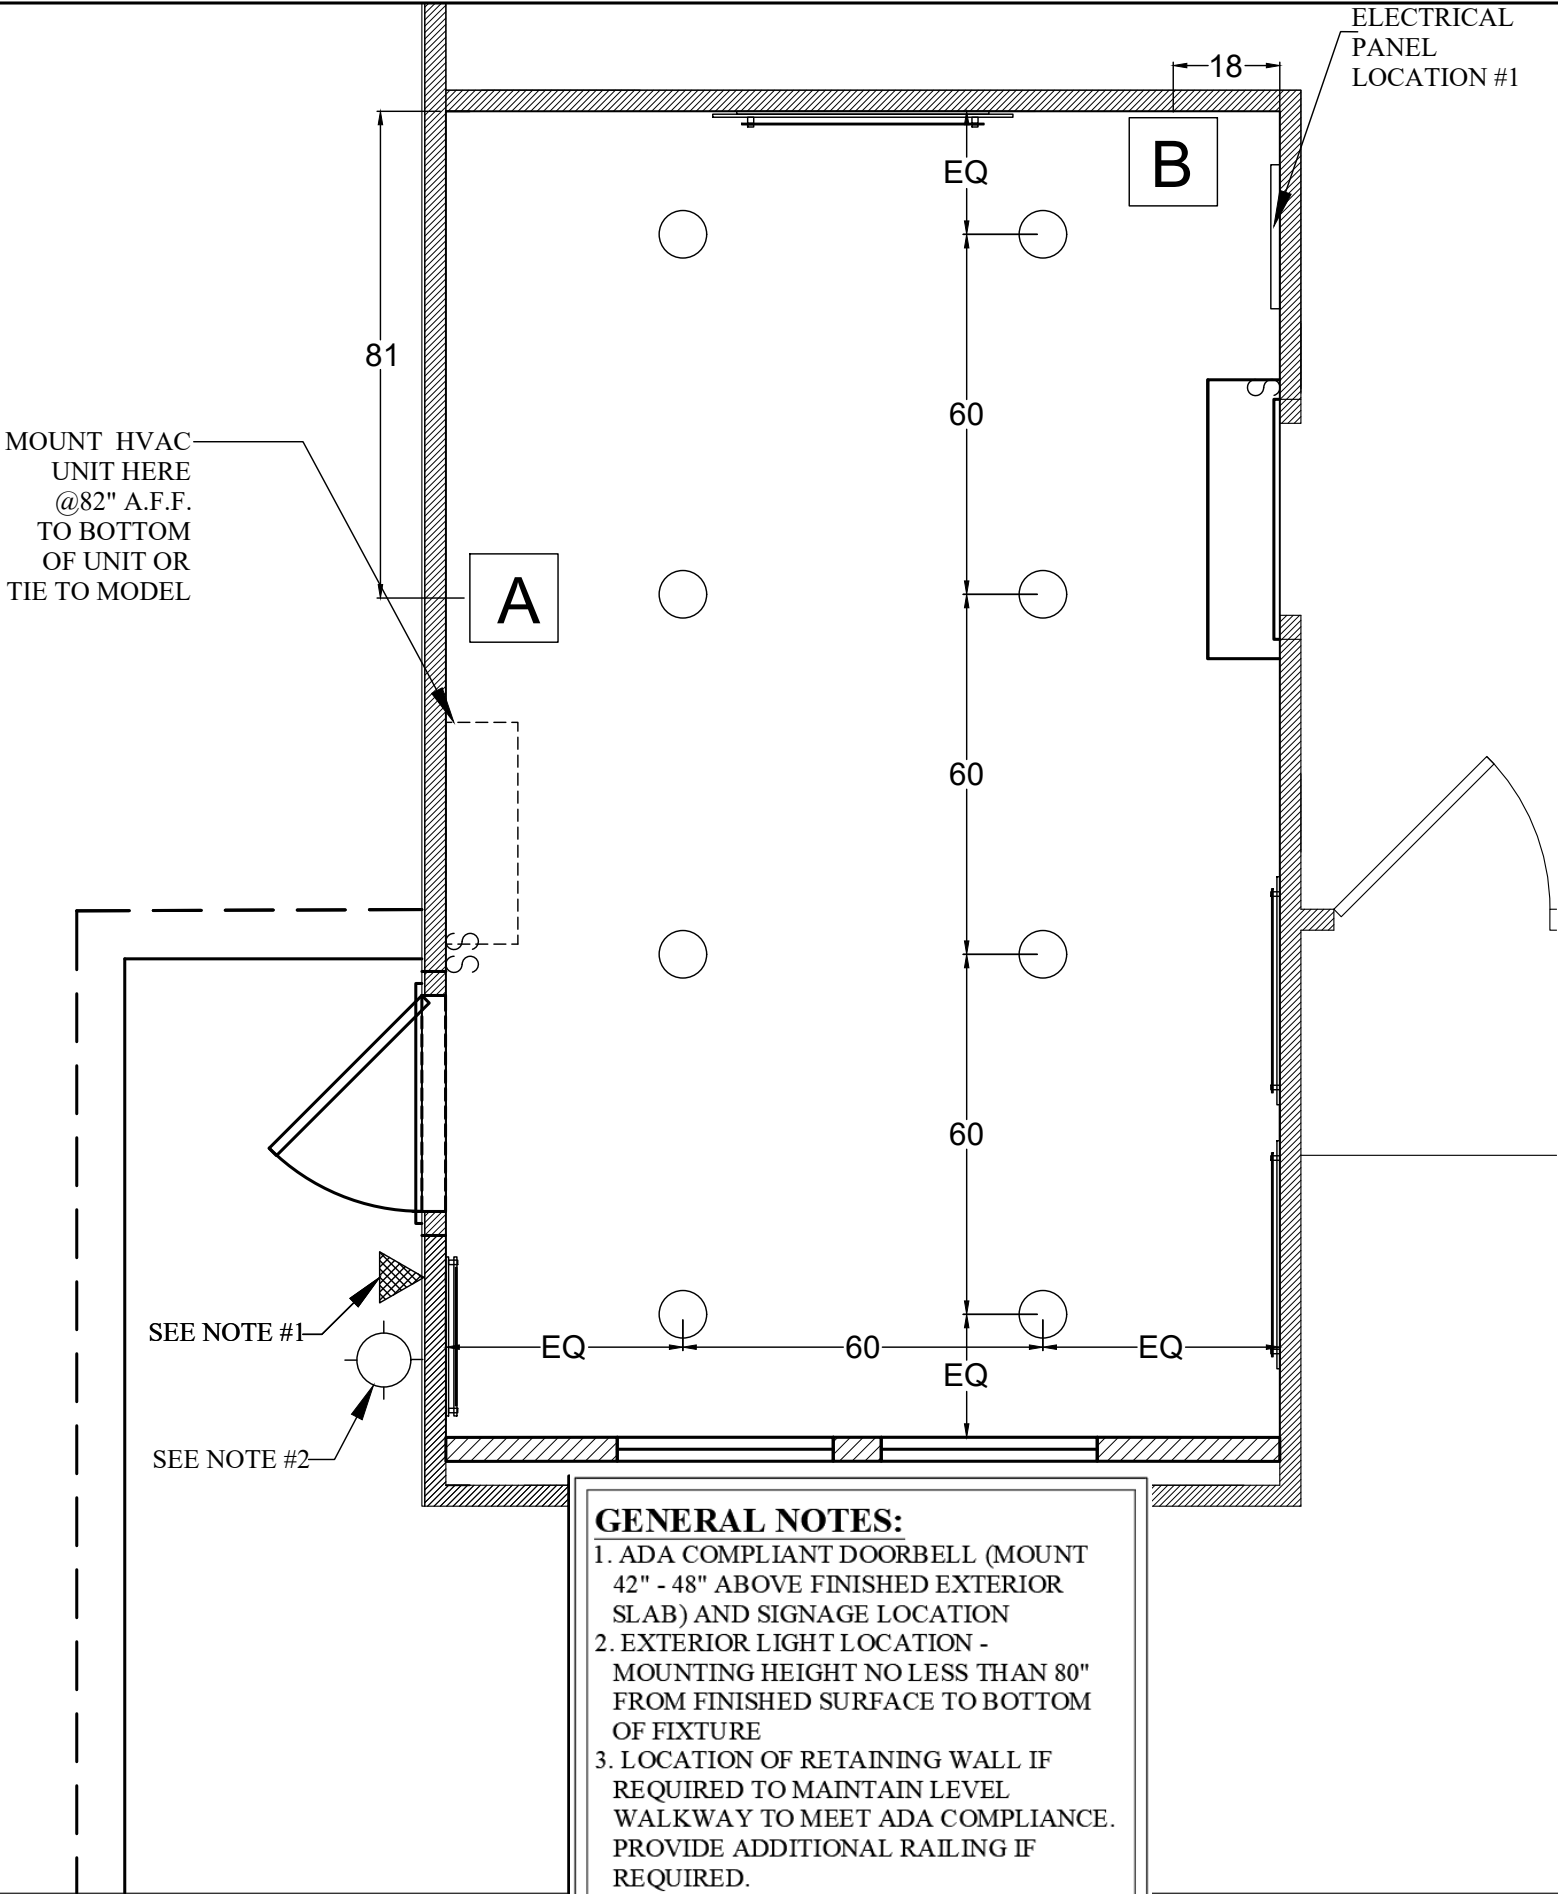 ELECTRICAL
PANEL
LOCATION #1
18
B
EQ
81
60
MOUNT HVAC
UNIT HERE
@82" A.F.F.
TO BOTTOM
OF UNIT OR
TIE TO MODEL
S
A
60
S
S
60
SEE NOTE #1
EQ
60
EQ
EQ
SEE NOTE #2
GENERAL NOTES:
1. ADA COMPLIANT DOORBELL (MOUNT
42" - 48" ABOVE FINISHED EXTERIOR
SLAB) AND SIGNAGE LOCATION
2. EXTERIOR LIGHT LOCATION -
MOUNTING HEIGHT NO LESS THAN 80"
FROM FINISHED SURFACE TO BOTTOM
OF FIXTURE
3. LOCATION OF RETAINING WALL IF
REQUIRED TO MAINTAIN LEVEL
WALKWAY TO MEET ADA COMPLIANCE.
PROVIDE ADDITIONAL RAILING IF
REQUIRED.